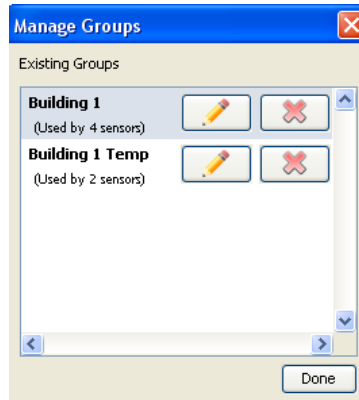 Manage Groups
Existing Groups
Building 1
(Used by 4 sensors)
Building 1 Temp
(Used by 2 sensors)
Done